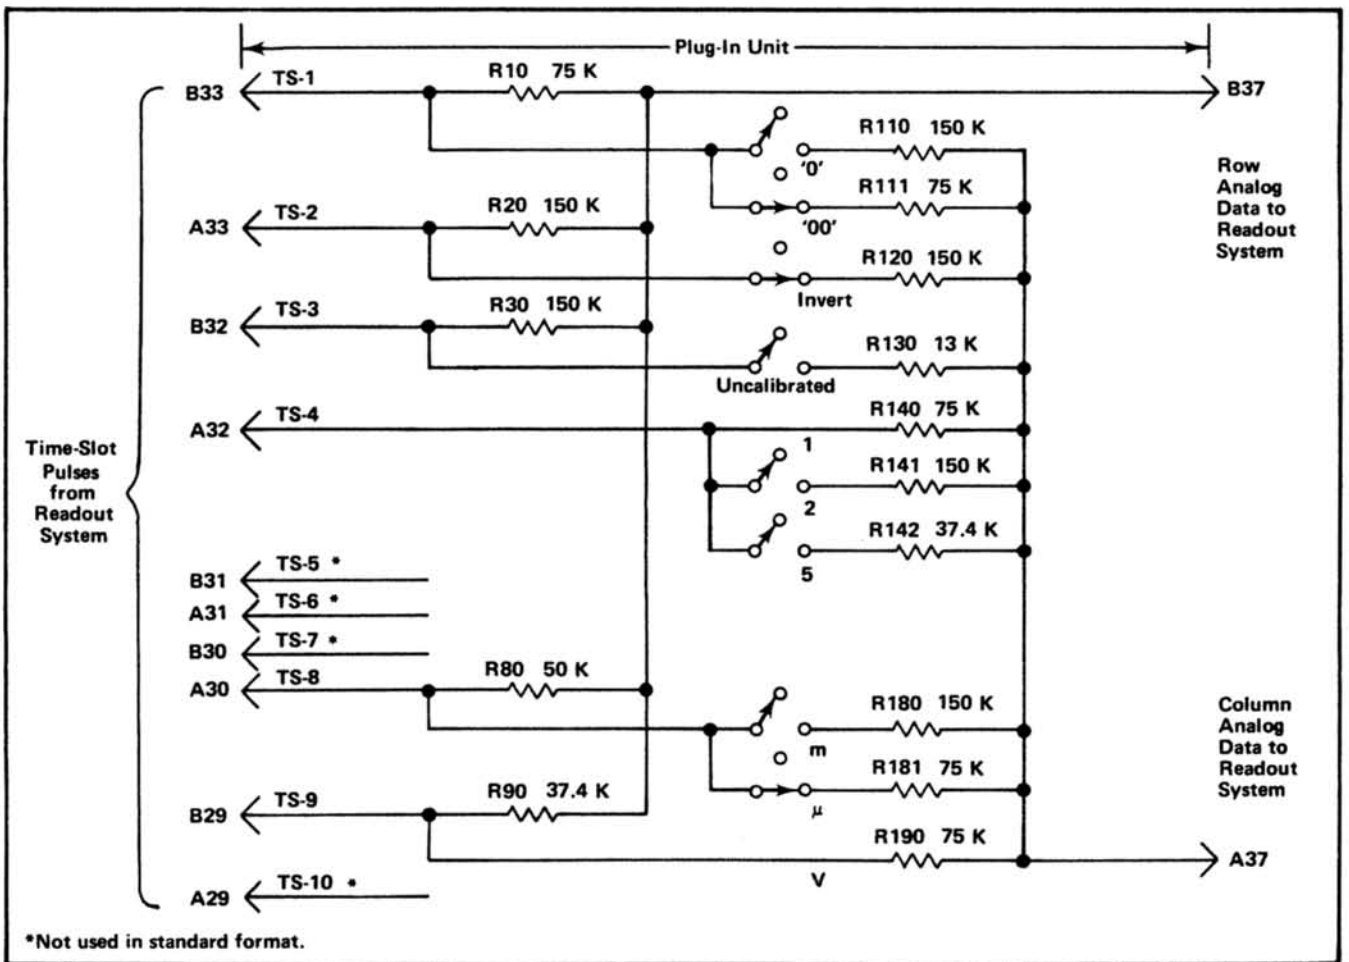 Plug-In Unit
B33 TS-1 R10 75 K B37
R110 150 K
'0'
Row
Analog
Data to
Readout
System
R111 75 K
'00'
A33 TS-2 R20 150 K
R120 150 K
Invert
B32 TS-3 R30 150 K
R130 13 K
Uncalibrated
A32 TS-4 R140 75 K
1
R141 150 K
2
R142 37.4 K
5
Time-Slot
Pulses
from
Readout
System
B31 TS-5 *
A31 TS-6 *
B30 TS-7 *
A30 TS-8 R80 50 K
R180 150 K
m
Column
Analog
Data to
Readout
System
R181 75 K
μ
B29 TS-9 R90 37.4 K
R190 75 K
V
A37
A29 TS-10 *
*Not used in standard format.